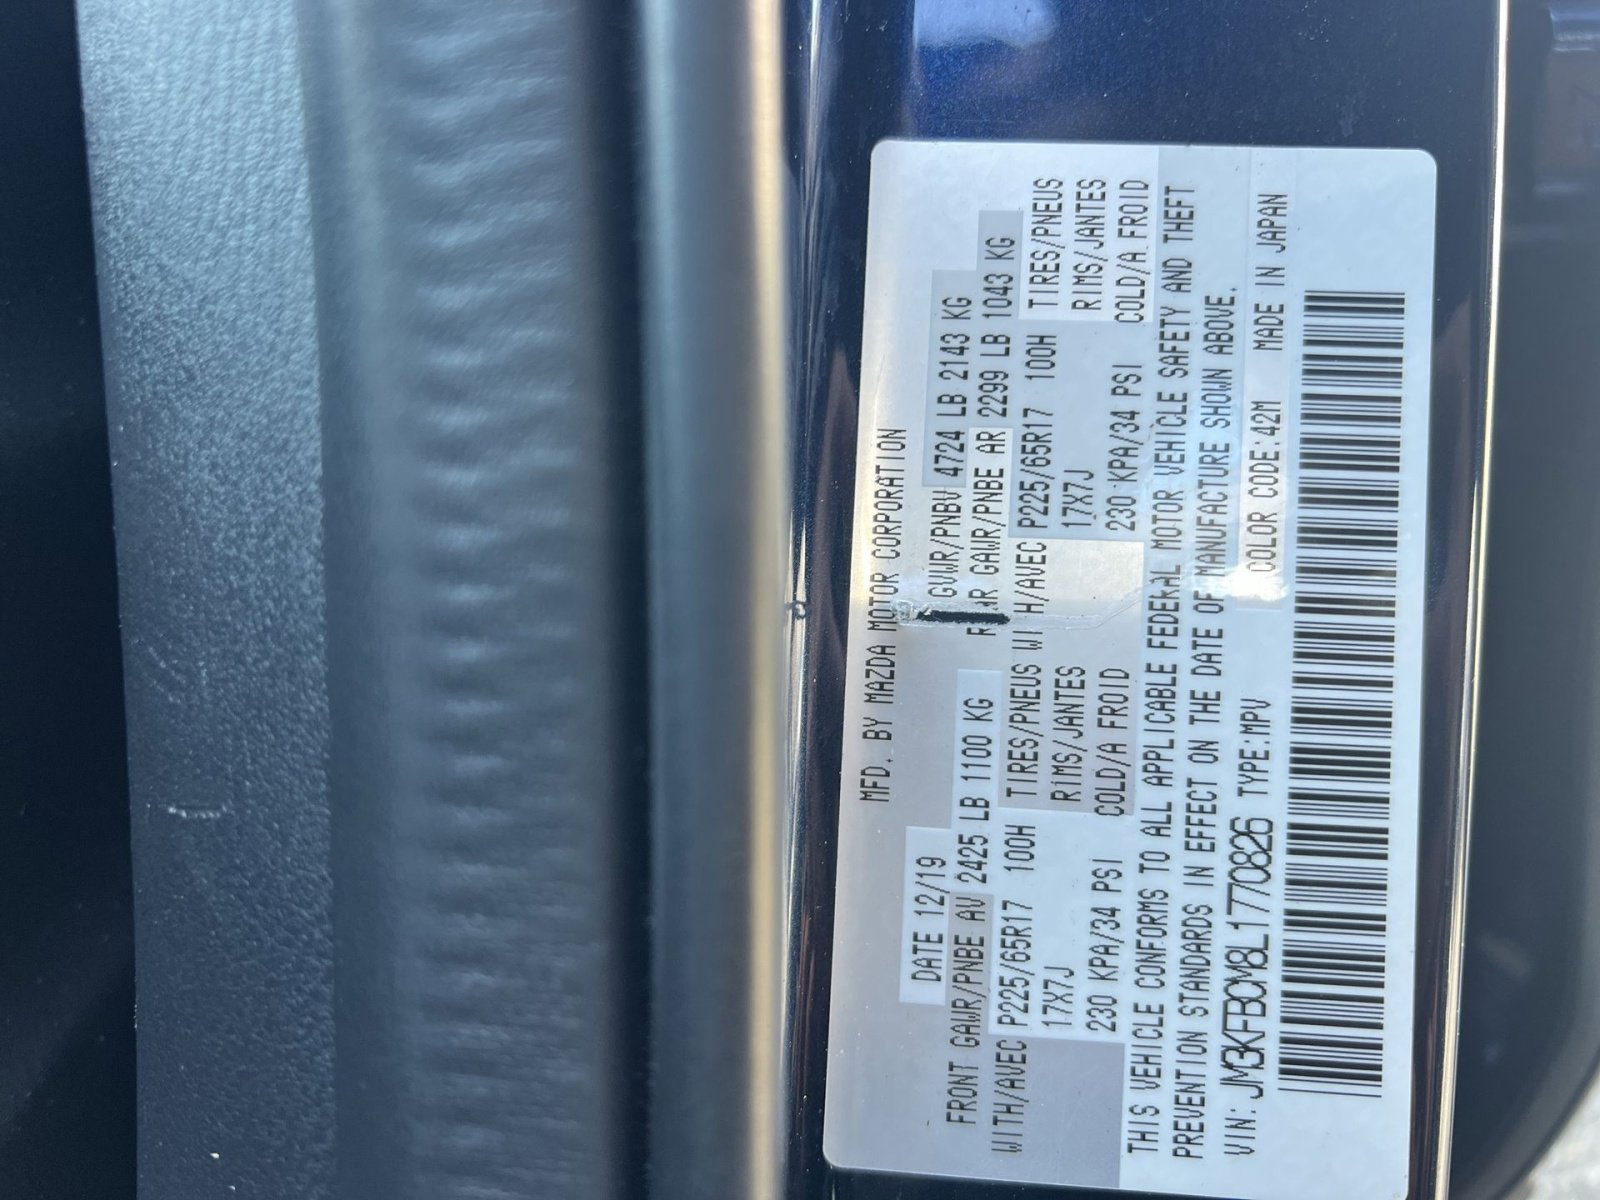 MFD. BY MAZDA MOTOR CORPORATION
DATE 12/19 GVWR/PNBV 4724 LB 2143 KG
FRONT GAWR/PNBE AV 2425 LB 1100 KG REAR GAWR/PNBE AR 2299 LB 1043 KG
WITH/AVEC P225/65R17 100H TIRES/PNEUS WITH/AVEC P225/65R17 100H TIRES/PNEUS
17X7J RIMS/JANTES 17X7J RIMS/JANTES
230 KPA/34 PSI COLD/A FROID 230 KPA/34 PSI COLD/A FROID
THIS VEHICLE CONFORMS TO ALL APPLICABLE FEDERAL MOTOR VEHICLE SAFETY AND THEFT
PREVENTION STANDARDS IN EFFECT ON THE DATE OF MANUFACTURE SHOWN ABOVE.
VIN: JM3KFBCM8L1770826 TYPE:MPV COLOR CODE:42M MADE IN JAPAN